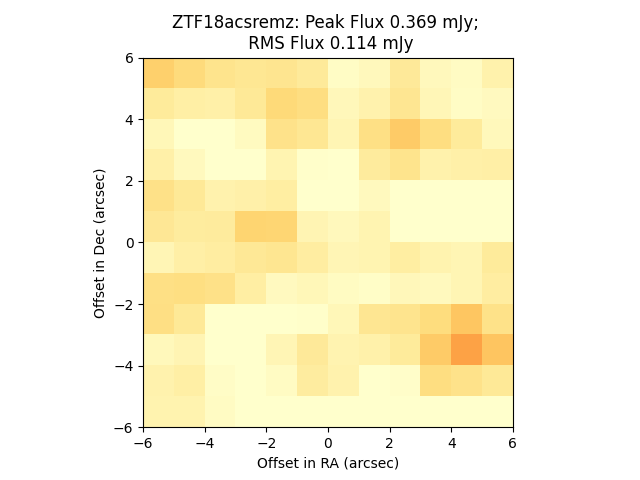 ZTF18acsremz: Peak Flux 0.369 mJy;
RMS Flux 0.114 mJy
6
4
2
0
−2
−4
−6
Offset in Dec (arcsec)
−6 −4 −2 0 2 4 6
Offset in RA (arcsec)